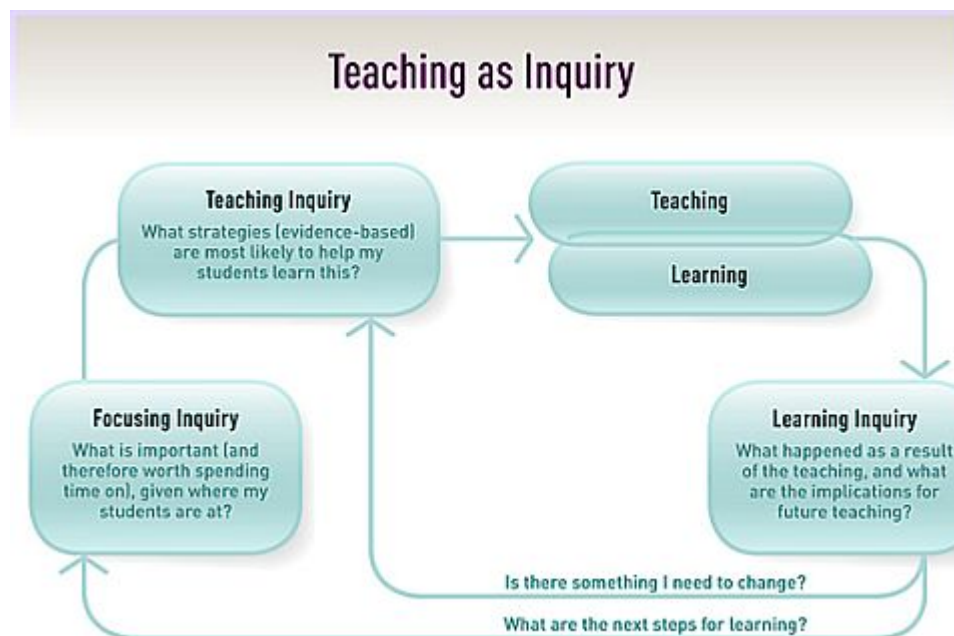 Teaching as Inquiry
Teaching Inquiry
What strategies (evidence-based)
are most likely to help my
students learn this?
Teaching
Learning
Focusing Inquiry
What is important (and
therefore worth spending
time on), given where my
students are at?
Learning Inquiry
What happened as a result
of the teaching, and what
are the implications for
future teaching?
Is there something I need to change?
What are the next steps for learning?